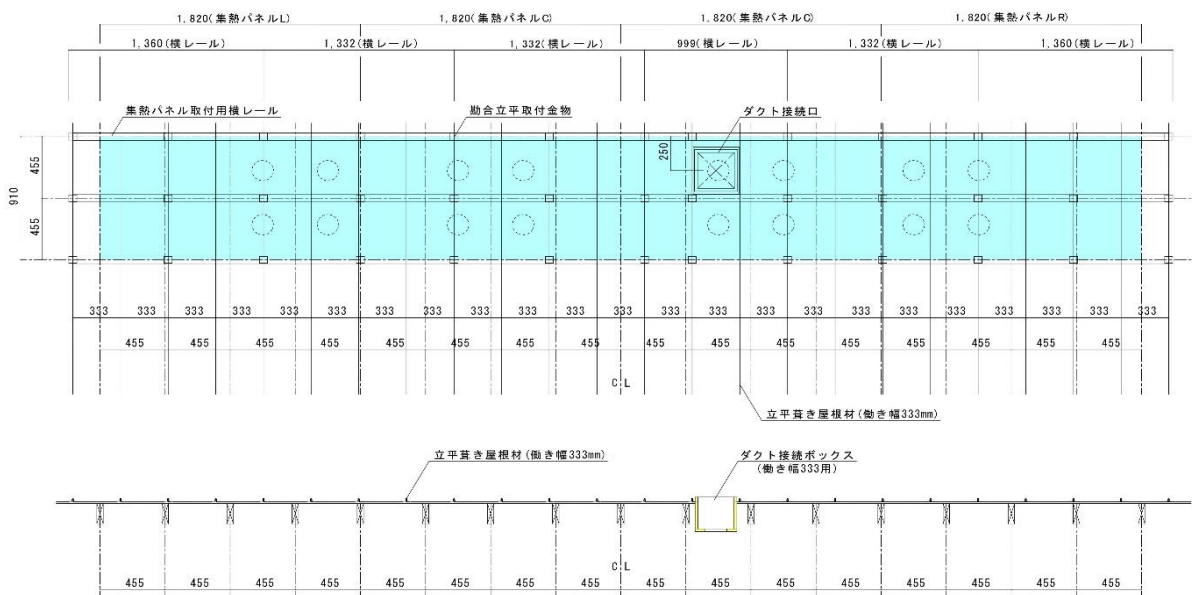 1,820(集熱パネルL) 1,820(集熱パネルC) 1,820(集熱パネルC) 1,820(集熱パネルR)
1,360(横レール) 1,332(横レール) 1,332(横レール) 999(横レール) 1,332(横レール) 1,360(横レール)
集熱パネル取付用横レール 勘合立平取付金物 ダクト接続口
455
455
910
250
333 333 333 333 333 333 333 333 333 333 333 333 333 333 333 333 333 333 333 333 333 333 333
455 455 455 455 455 455 455 455 455 455 455 455 455 455 455 455
C L
立平葺き屋根材(働き幅333mm)
立平葺き屋根材(働き幅333mm) ダクト接続ボックス
(働き幅333用)
C L
455 455 455 455 455 455 455 455 455 455 455 455 455 455 455 455